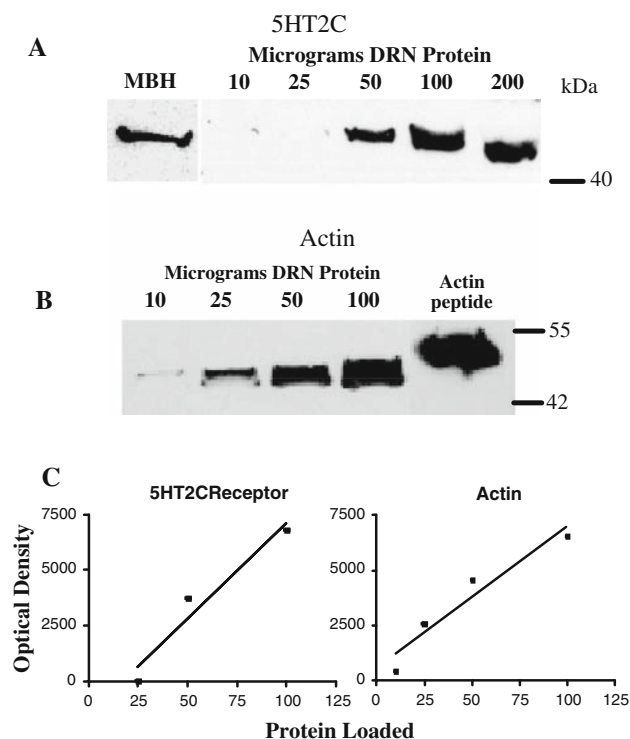 5HT2C
A
Micrograms DRN Protein
MBH 10 25 50 100 200 kDa
40
Actin
Micrograms DRN Protein
Actin peptide
B
10 25 50 100
55
42
C
5HT2CReceptor
Actin
Optical Density
7500
5000
2500
0
0 25 50 75 100 125
7500
5000
2500
0
0 25 50 75 100 125
Protein Loaded